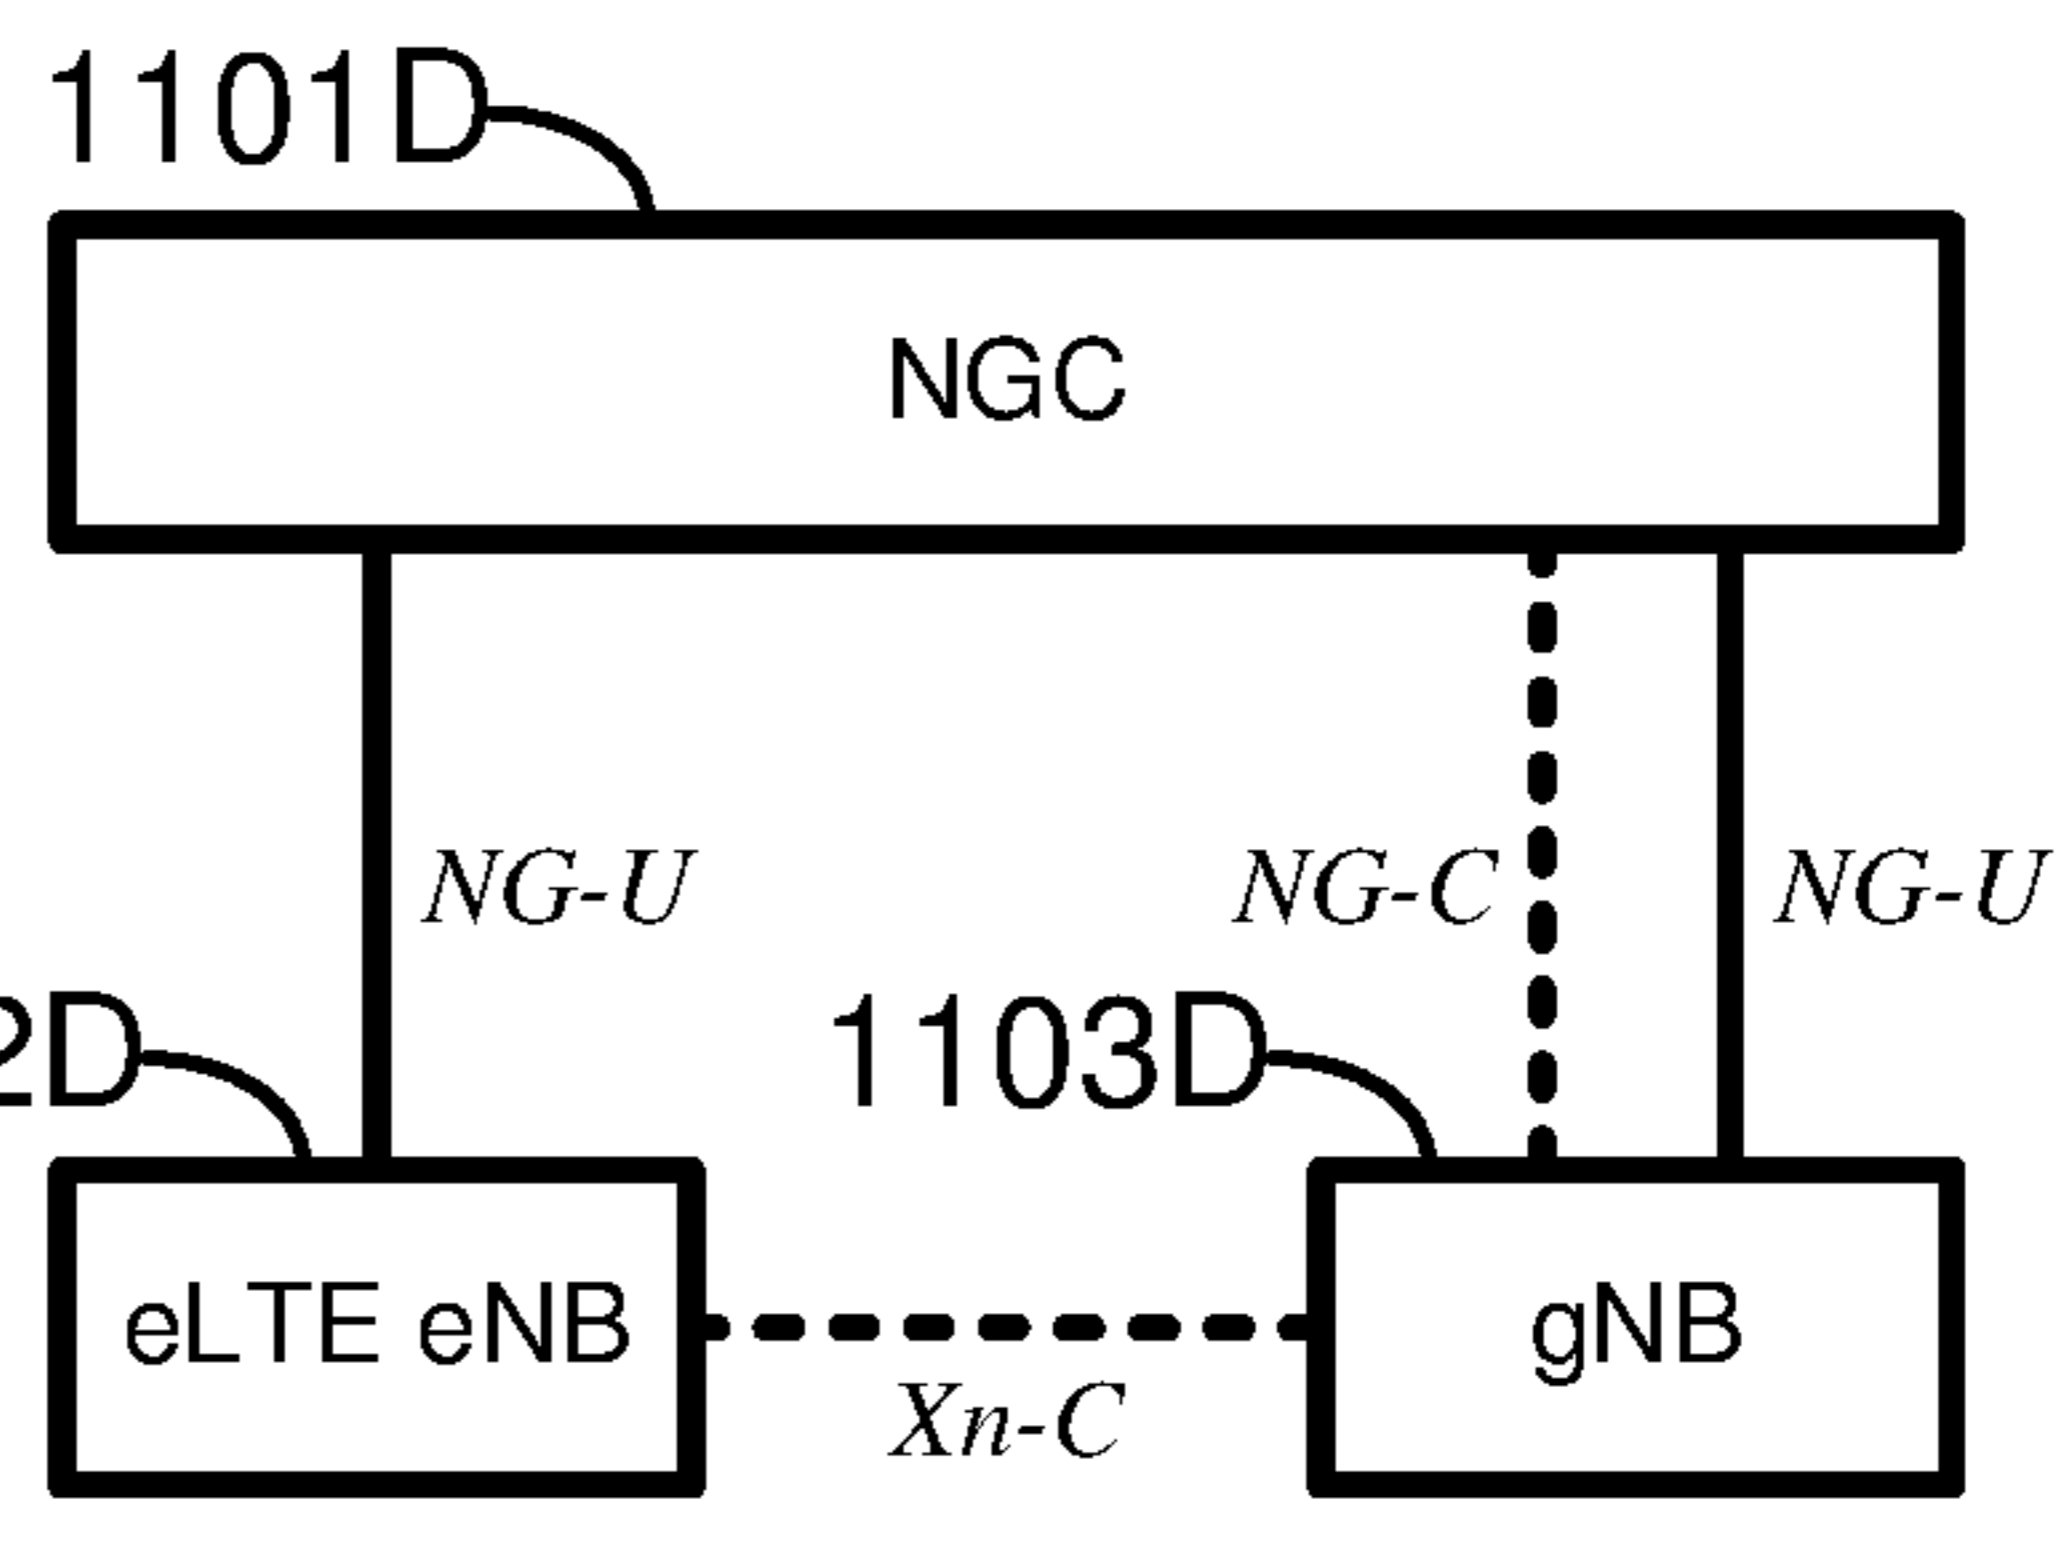 1101D
NGC
NG-U
NG-C
NG-U
2D
1103D
eLTE eNB
gNB
Xn-C